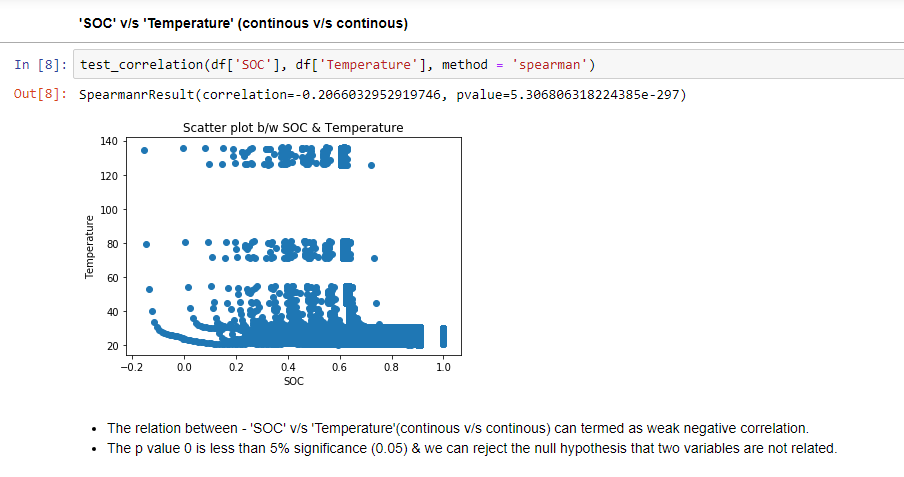 'SOC' v/s 'Temperature' (continous v/s continous)
In [8]: test_correlation(df['SOC'], df['Temperature'], method = 'spearman')
Out[8]: SpearmanrResult(correlation=-0.2066032952919746, pvalue=5.306806318224385e-297)
Scatter plot b/w SOC & Temperature
140
120
100
80
60
40
20
Temperature
−0.2 0.0 0.2 0.4 0.6 0.8 1.0
SOC
• The relation between - 'SOC' v/s 'Temperature'(continous v/s continous) can termed as weak negative correlation.
• The p value 0 is less than 5% significance (0.05) & we can reject the null hypothesis that two variables are not related.